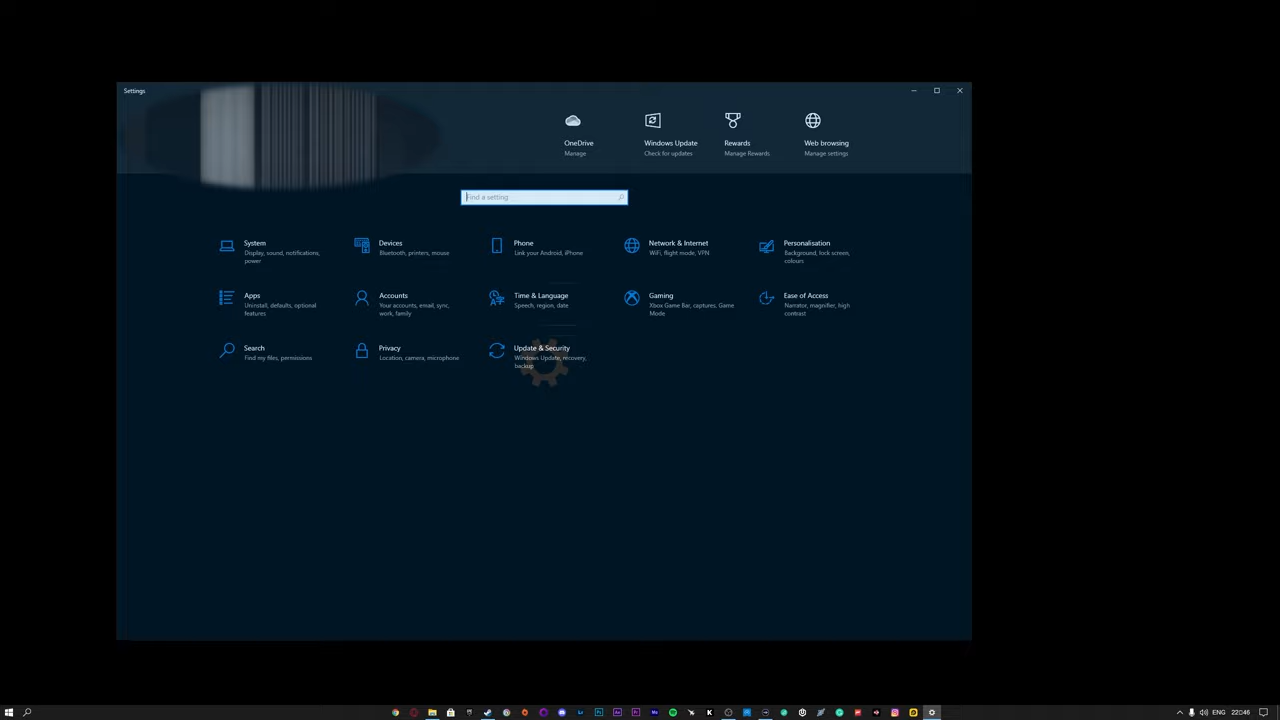 Settings
OneDrive
Manage
Windows Update
Check for updates
Rewards
Manage Rewards
Web browsing
Manage settings
Find a setting
System
Display, sound, notifications,
power
Devices
Bluetooth, printers, mouse
Phone
Link your Android, iPhone
Network & Internet
WiFi, flight mode, VPN
Personalisation
Background, lock screen,
colours
Apps
Uninstall, defaults, optional
features
Accounts
Your accounts, email, sync,
work, family
Time & Language
Speech, region, date
Gaming
Xbox Game Bar, captures, Game
Mode
Ease of Access
Narrator, magnifier, high
contrast
Search
Find my files, permissions
Privacy
Location, camera, microphone
Update & Security
Windows Update, recovery,
backup
ENG
22:46